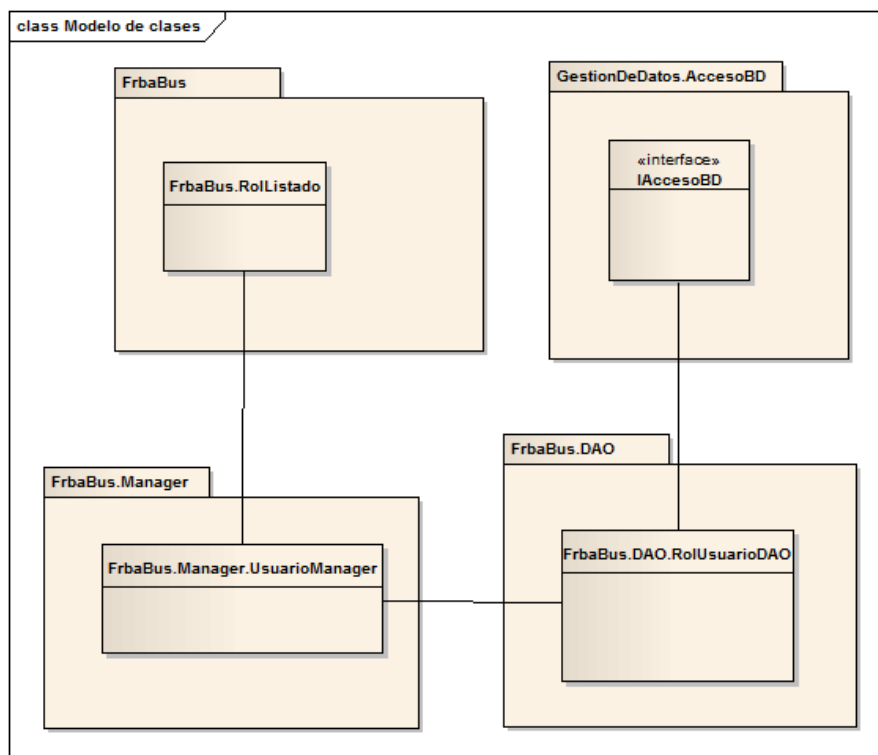 class Modelo de clases
FrbaBus
FrbaBus.RolListado
GestionDeDatos.AccesoBD
«interface»
IAccesoBD
FrbaBus.Manager
FrbaBus.Manager.UsuarioManager
FrbaBus.DAO
FrbaBus.DAO.RolUsuarioDAO